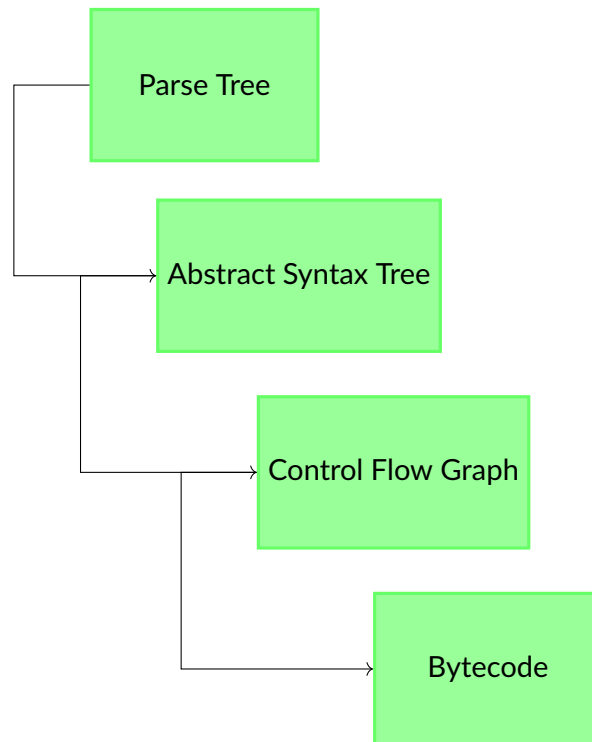 Parse Tree
Abstract Syntax Tree
Control Flow Graph
Bytecode